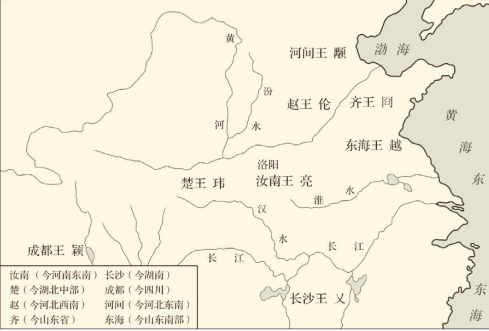 黄
河间王 颙
渤海
汾
赵王 伦
齐王 冏
黄
河
水
东海王 越
海
洛阳
楚王 玮
汝南王 亮
水
东
淮
汉
成都王 颖
水
长 江
长 江
东
海
长沙王 乂
汝南(今河南东南) 长沙(今湖南)
楚(今湖北中部) 成都(今四川)
赵(今河北西南) 河间(今河北东南)
齐(今山东省) 东海(今山东南部)